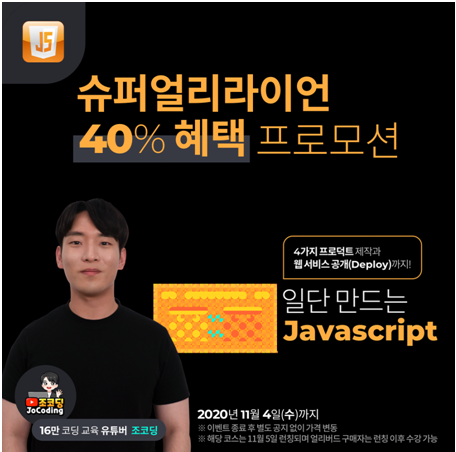 JS
슈퍼얼리라이언
40% 혜택 프로모션
4가지 프로덕트 제작과
웹 서비스 공개(Deploy)까지!
일단 만드는
Javascript
조코딩
JoCoding
16만 코딩 교육 유튜버 조코딩
2020년 11월 4일(수)까지
※ 이벤트 종료 후 별도 공지 없이 가격 변동
※ 해당 코스는 11월 5일 런칭되며 얼리버드 구매자는 런칭 이후 수강 가능